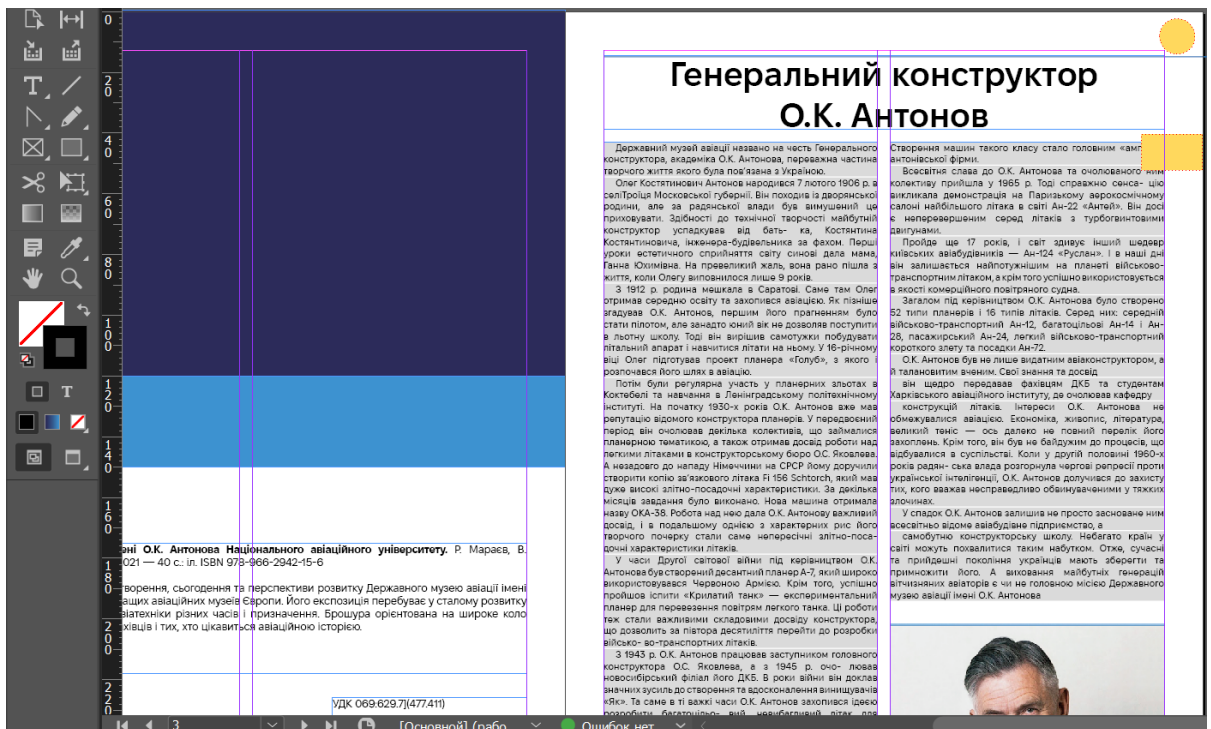 Генеральний конструктор
О.К. Антонов
Державний музей авіації названо на честь Генерального
конструктора, академіка О.К. Антонова, переважна частина
творчого життя якого була пов'язана з Україною.
Олег Костянтинович Антонов народився 7 лютого 1906 р. в
селіТроїця Московської губернії. Він походив із дворянської
родини, але за радянської влади був вимушений це
приховувати. Здібності до технічної творчості майбутній
конструктор успадкував від бать- ка, Костянтина
Костянтиновича, інженера-будівельника за фахом. Перші
уроки естетичного сприйняття світу синові дала мама,
Ганна Юхимівна. На превеликий жаль, вона рано пішла з
життя, коли Олегу виповнилося лише 9 років.
З 1912 р. родина мешкала в Саратові. Саме там Олег
отримав середню освіту та захопився авіацією. Як пізніше
згадував О.К. Антонов, першим його прагненням було
стати пілотом, але занадто юний вік не дозволяв поступити
в льотну школу. Тоді він вирішив самотужки побудувати
літальний апарат і навчитися літати на ньому. У 16-річному
віці Олег підготував проект планера «Голуб», з якого і
розпочався його шлях в авіацію.
Потім були регулярна участь у планерних зльотах в
Коктебелі та навчання в Ленінградському політехнічному
інституті. На початку 1930-х років О.К. Антонов вже мав
репутацію відомого конструктора планерів. У передвоєнний
період він очолював декілька колективів, що займалися
планерною тематикою, а також отримав досвід роботи над
легкими літаками в конструкторському бюро О.С. Яковлева.
А незадовго до нападу Німеччини на СРСР йому доручили
створити копію зв'язкового літака Fi 156 Schtorch, який мав
дуже високі злітно-посадочні характеристики. За декілька
місяців завдання було виконано. Нова машина отримала
назву ОКА-38. Робота над нею дала О.К. Антонову важливий
досвід, і в подальшому однією з характерних рис його
творчого почерку стали саме непересічні злітно-поса-
дочні характеристики літаків.
У часи Другої світової війни під керівництвом О.К.
Антонова був створений десантний планер А-7, який широко
використовувався Червоною Армією. Крім того, успішно
пройшов іспити «Крилатий танк» — експериментальний
планер для перевезення повітрям легкого танка. Ці роботи
теж стали важливими складовими досвіду конструктора,
що дозволить за півтора десятиліття перейти до розробки
військо- во-транспортних літаків.
З 1943 р. О.К. Антонов працював заступником головного
конструктора О.С. Яковлева, а з 1945 р. очо- лював
новосибірський філіал його ДКБ. В роки війни він доклав
значних зусиль до створення та вдосконалення винищувачів
«Як». Та саме в ті важкі часи О.К. Антонов захопився ідеєю
розробити багатоцільо- вий невибагливий літак для
Створення машин такого класу стало головним
антонівської фірми.
Всесвітня слава до О.К. Антонова та очолюваного ним
колективу прийшла у 1965 р. Тоді справжню сенса- цію
викликала демонстрація на Паризькому аерокосмічному
салоні найбільшого літака в світі Ан-22 «Антей». Він досі
є неперевершеним серед літаків з турбогвинтовими
двигунами.
Пройде ще 17 років, і світ здивує інший шедевр
київських авіабудівників — Ан-124 «Руслан». І в наші дні
він залишається найпотужнішим на планеті військово-
транспортним літаком, а крім того успішно використовується
в якості комерційного повітряного судна.
Загалом під керівництвом О.К. Антонова було створено
52 типи планерів і 16 типів літаків. Серед них: середній
військово-транспортний Ан-12, багатоцільові Ан-14 і Ан-
28, пасажирський Ан-24, легкий військово-транспортний
короткого злету та посадки Ан-72.
О.К. Антонов був не лише видатним авіаконструктором, а
й талановитим вченим. Свої знання та досвід
він щедро передавав фахівцям ДКБ та студентам
Харківського авіаційного інституту, де очолював кафедру
конструкцій літаків. Інтереси О.К. Антонова не
обмежувалися авіацією. Економіка, живопис, література,
великий теніс — ось далеко не повний перелік його
захоплень. Крім того, він був не байдужим до процесів, що
відбувалися в суспільстві. Коли у другій половині 1960-х
років радян- ська влада розгорнула чергові репресії проти
української інтелігенції, О.К. Антонов долучився до захисту
тих, кого вважав несправедливо обвинуваченими у тяжких
злочинах.
У спадок О.К. Антонов залишив не просто засноване ним
всесвітньо відоме авіабудівне підприємство, а
самобутню конструкторську школу. Небагато країн у
світі можуть похвалитися таким набутком. Отже, сучасні
та прийдешні покоління українців мають зберегти та
примножити його. А виховання майбутніх генерацій
вітчизняних авіаторів є чи не головною місією Державного
музею авіації імені О.К. Антонова
ені О.К. Антонова Національного авіаційного університету. Р. Мараєв, В.
021 — 40 с.: іл. ISBN 978-966-2942-15-6
ворення, сьогодення та перспективи розвитку Державного музею авіації імені
ащих авіаційних музеїв Європи. Його експозиція перебуває у сталому розвитку
віатехніки різних часів і призначення. Брошура орієнтована на широке коло
хівців і тих, хто цікавиться авіаційною історією.
УДК 069:629.7](477.411)
3 [Основной] (рабо Ошибок нет